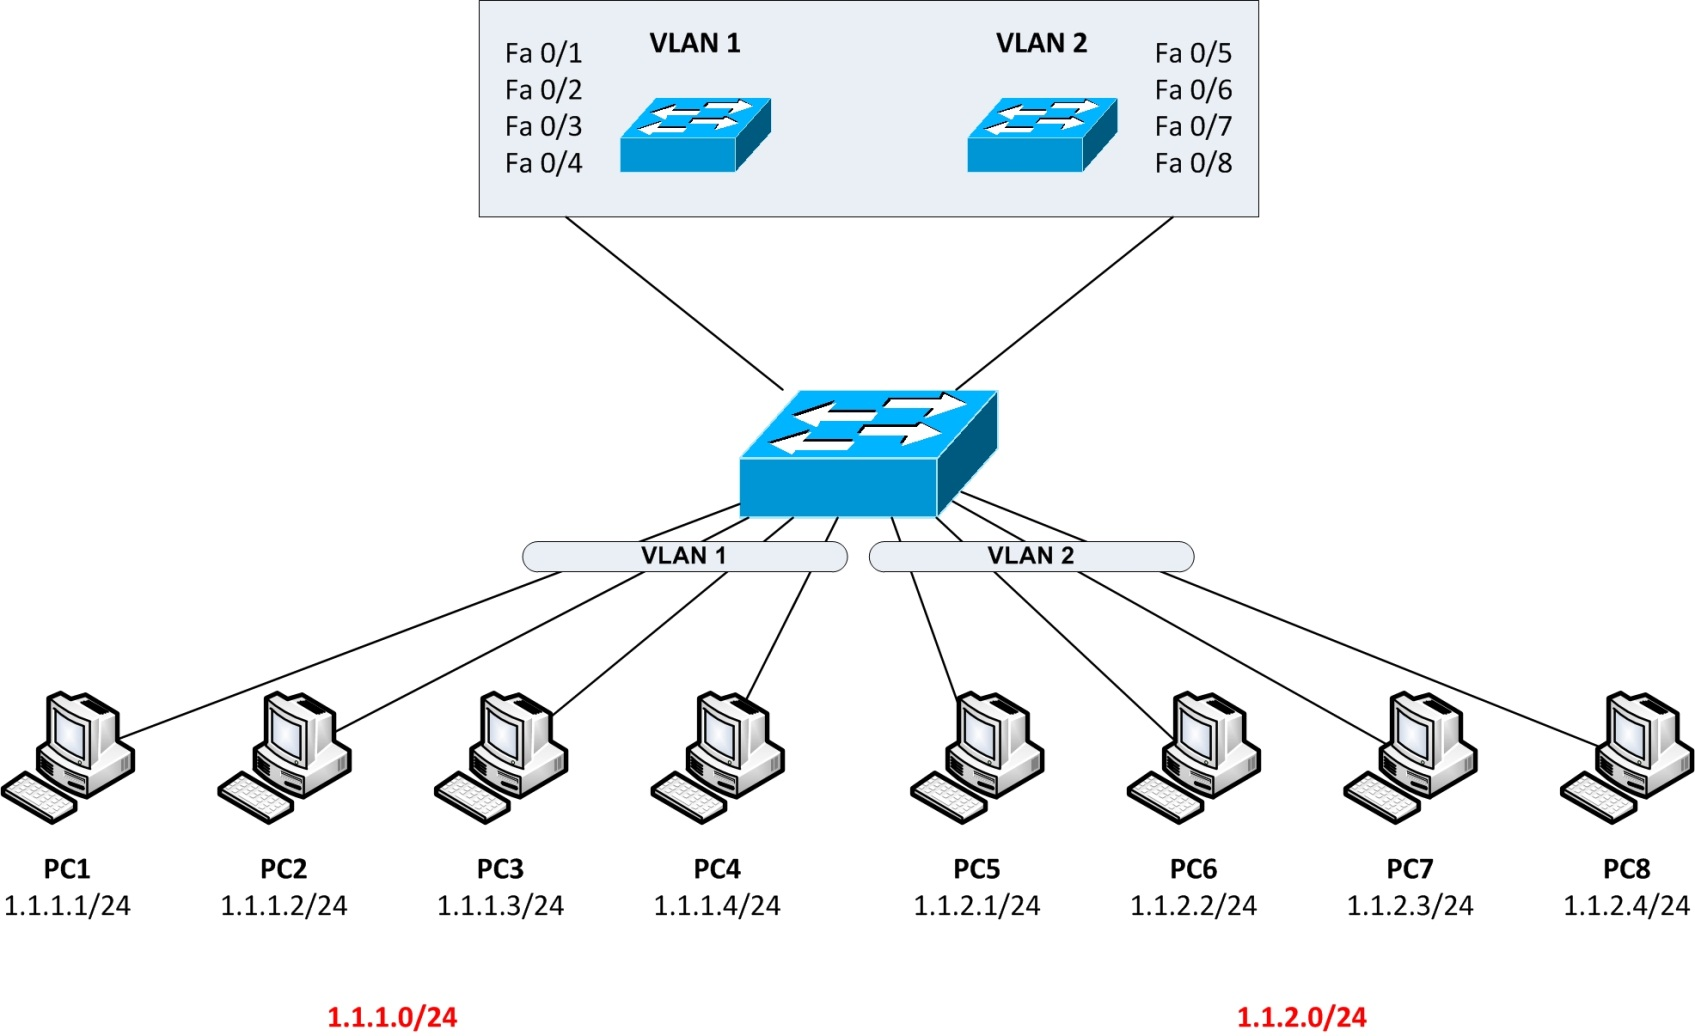 VLAN 1
Fa 0/1
Fa 0/2
Fa 0/3
Fa 0/4
VLAN 2
Fa 0/5
Fa 0/6
Fa 0/7
Fa 0/8
VLAN 1
VLAN 2
PC1
1.1.1.1/24
PC2
1.1.1.2/24
PC3
1.1.1.3/24
PC4
1.1.1.4/24
PC5
1.1.2.1/24
PC6
1.1.2.2/24
PC7
1.1.2.3/24
PC8
1.1.2.4/24
1.1.1.0/24
1.1.2.0/24